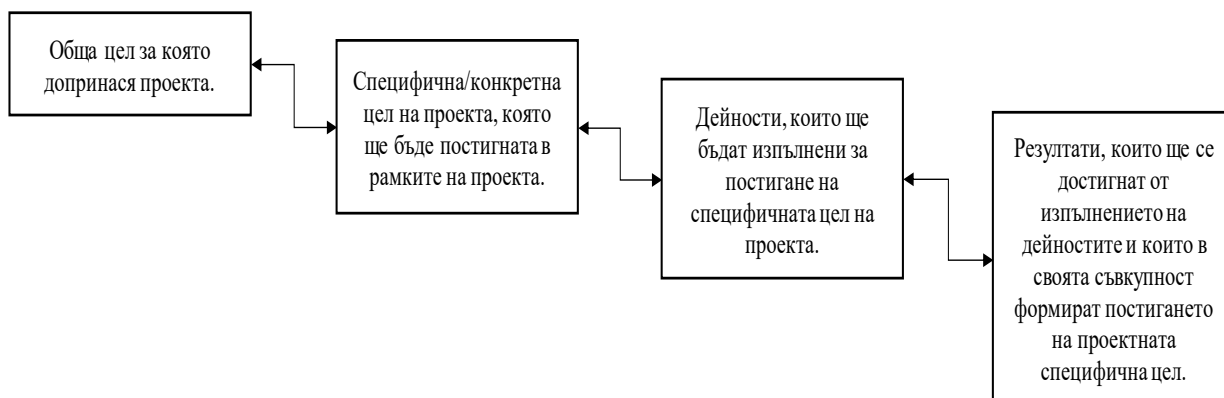 Обща цел за която
допринася проекта.
Специфична/конкретна
цел на проекта, която
ще бъде постигната в
рамките на проекта.
Дейности, които ще
бъдат изпълнени за
постигане на
специфичната цел на
проекта.
Резултати, които ще се
достигнат от
изпълнението на
дейностите и които в
своята съвкупност
формират постигането
на проектната
специфична цел.